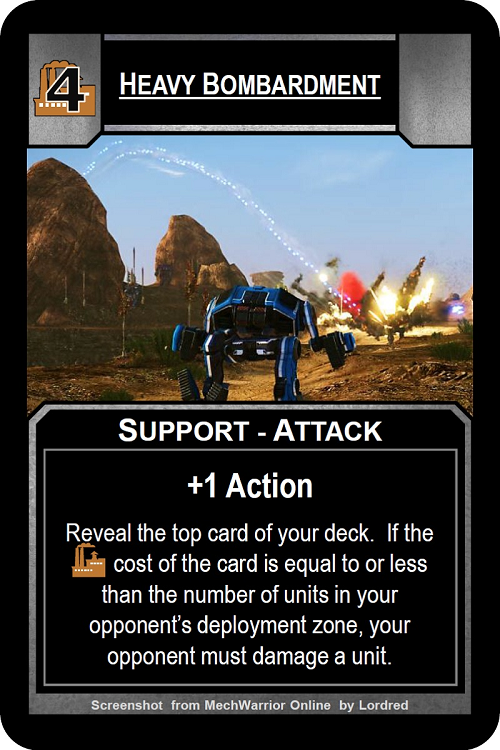 4
HEAVY BOMBARDMENT
SUPPORT - ATTACK
+1 Action
Reveal the top card of your deck.  If the
cost of the card is equal to or less
than the number of units in your
opponent's deployment zone, your
opponent must damage a unit.
Screenshot  from MechWarrior Online  by Lordred